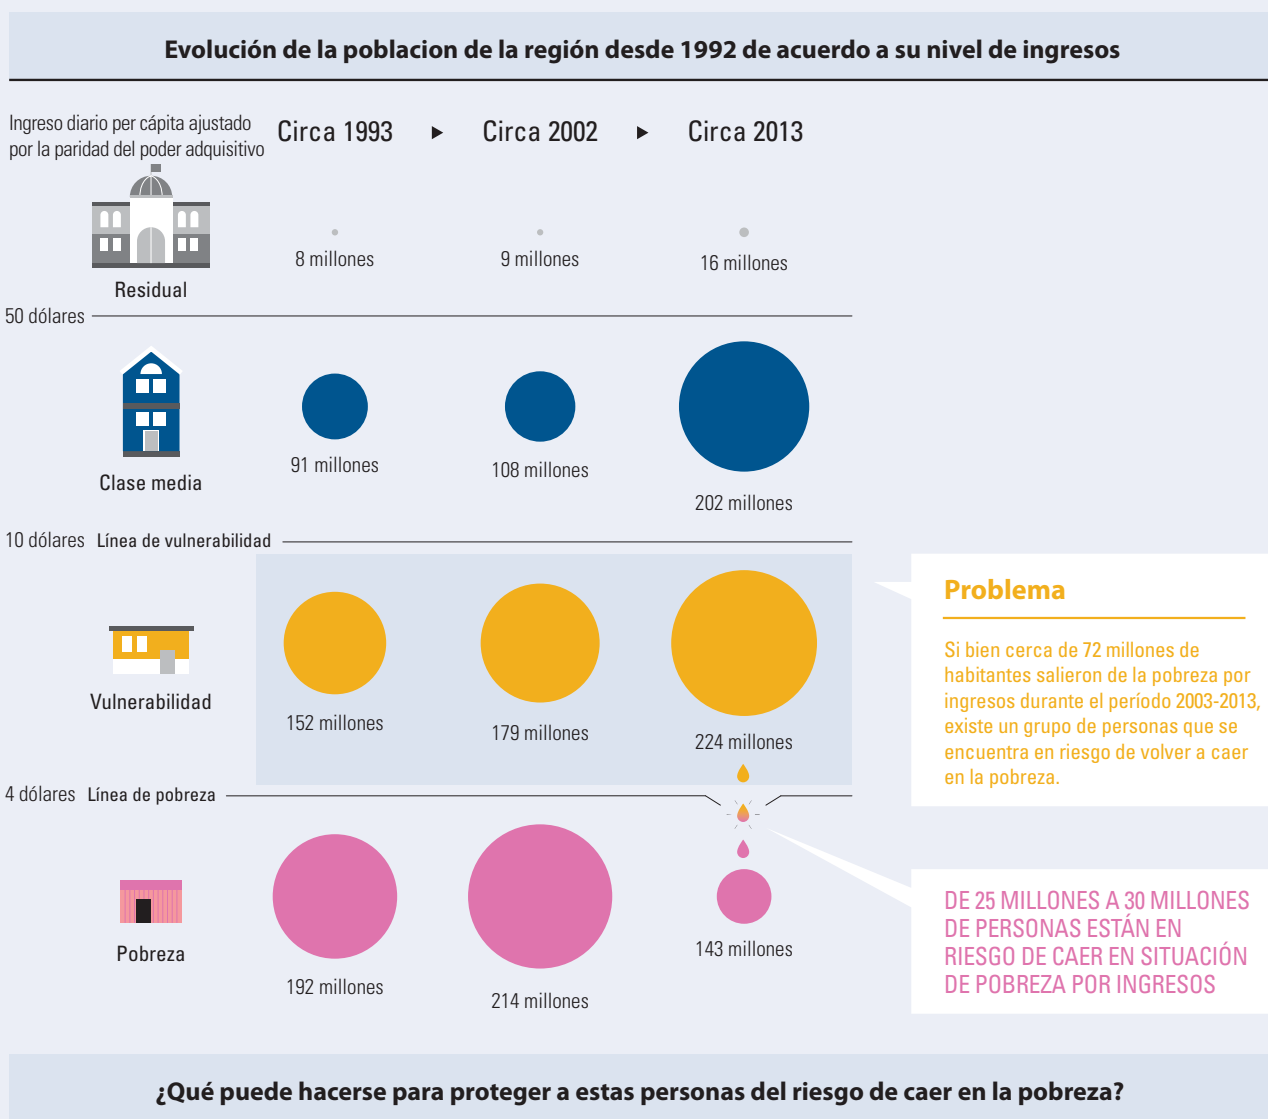 Evolución de la poblacion de la región desde 1992 de acuerdo a su nivel de ingresos
Ingreso diario per cápita ajustado
por la paridad del poder adquisitivo
Circa 1993
Circa 2002
Circa 2013
Residual
8 millones
9 millones
16 millones
50 dólares
Clase media
91 millones
108 millones
202 millones
10 dólares Línea de vulnerabilidad
Vulnerabilidad
152 millones
179 millones
224 millones
4 dólares Línea de pobreza
Pobreza
192 millones
214 millones
143 millones
Problema
Si bien cerca de 72 millones de
habitantes salieron de la pobreza por
ingresos durante el período 2003-2013,
existe un grupo de personas que se
encuentra en riesgo de volver a caer
en la pobreza.
DE 25 MILLONES A 30 MILLONES
DE PERSONAS ESTÁN EN
RIESGO DE CAER EN SITUACIÓN
DE POBREZA POR INGRESOS
¿Qué puede hacerse para proteger a estas personas del riesgo de caer en la pobreza?